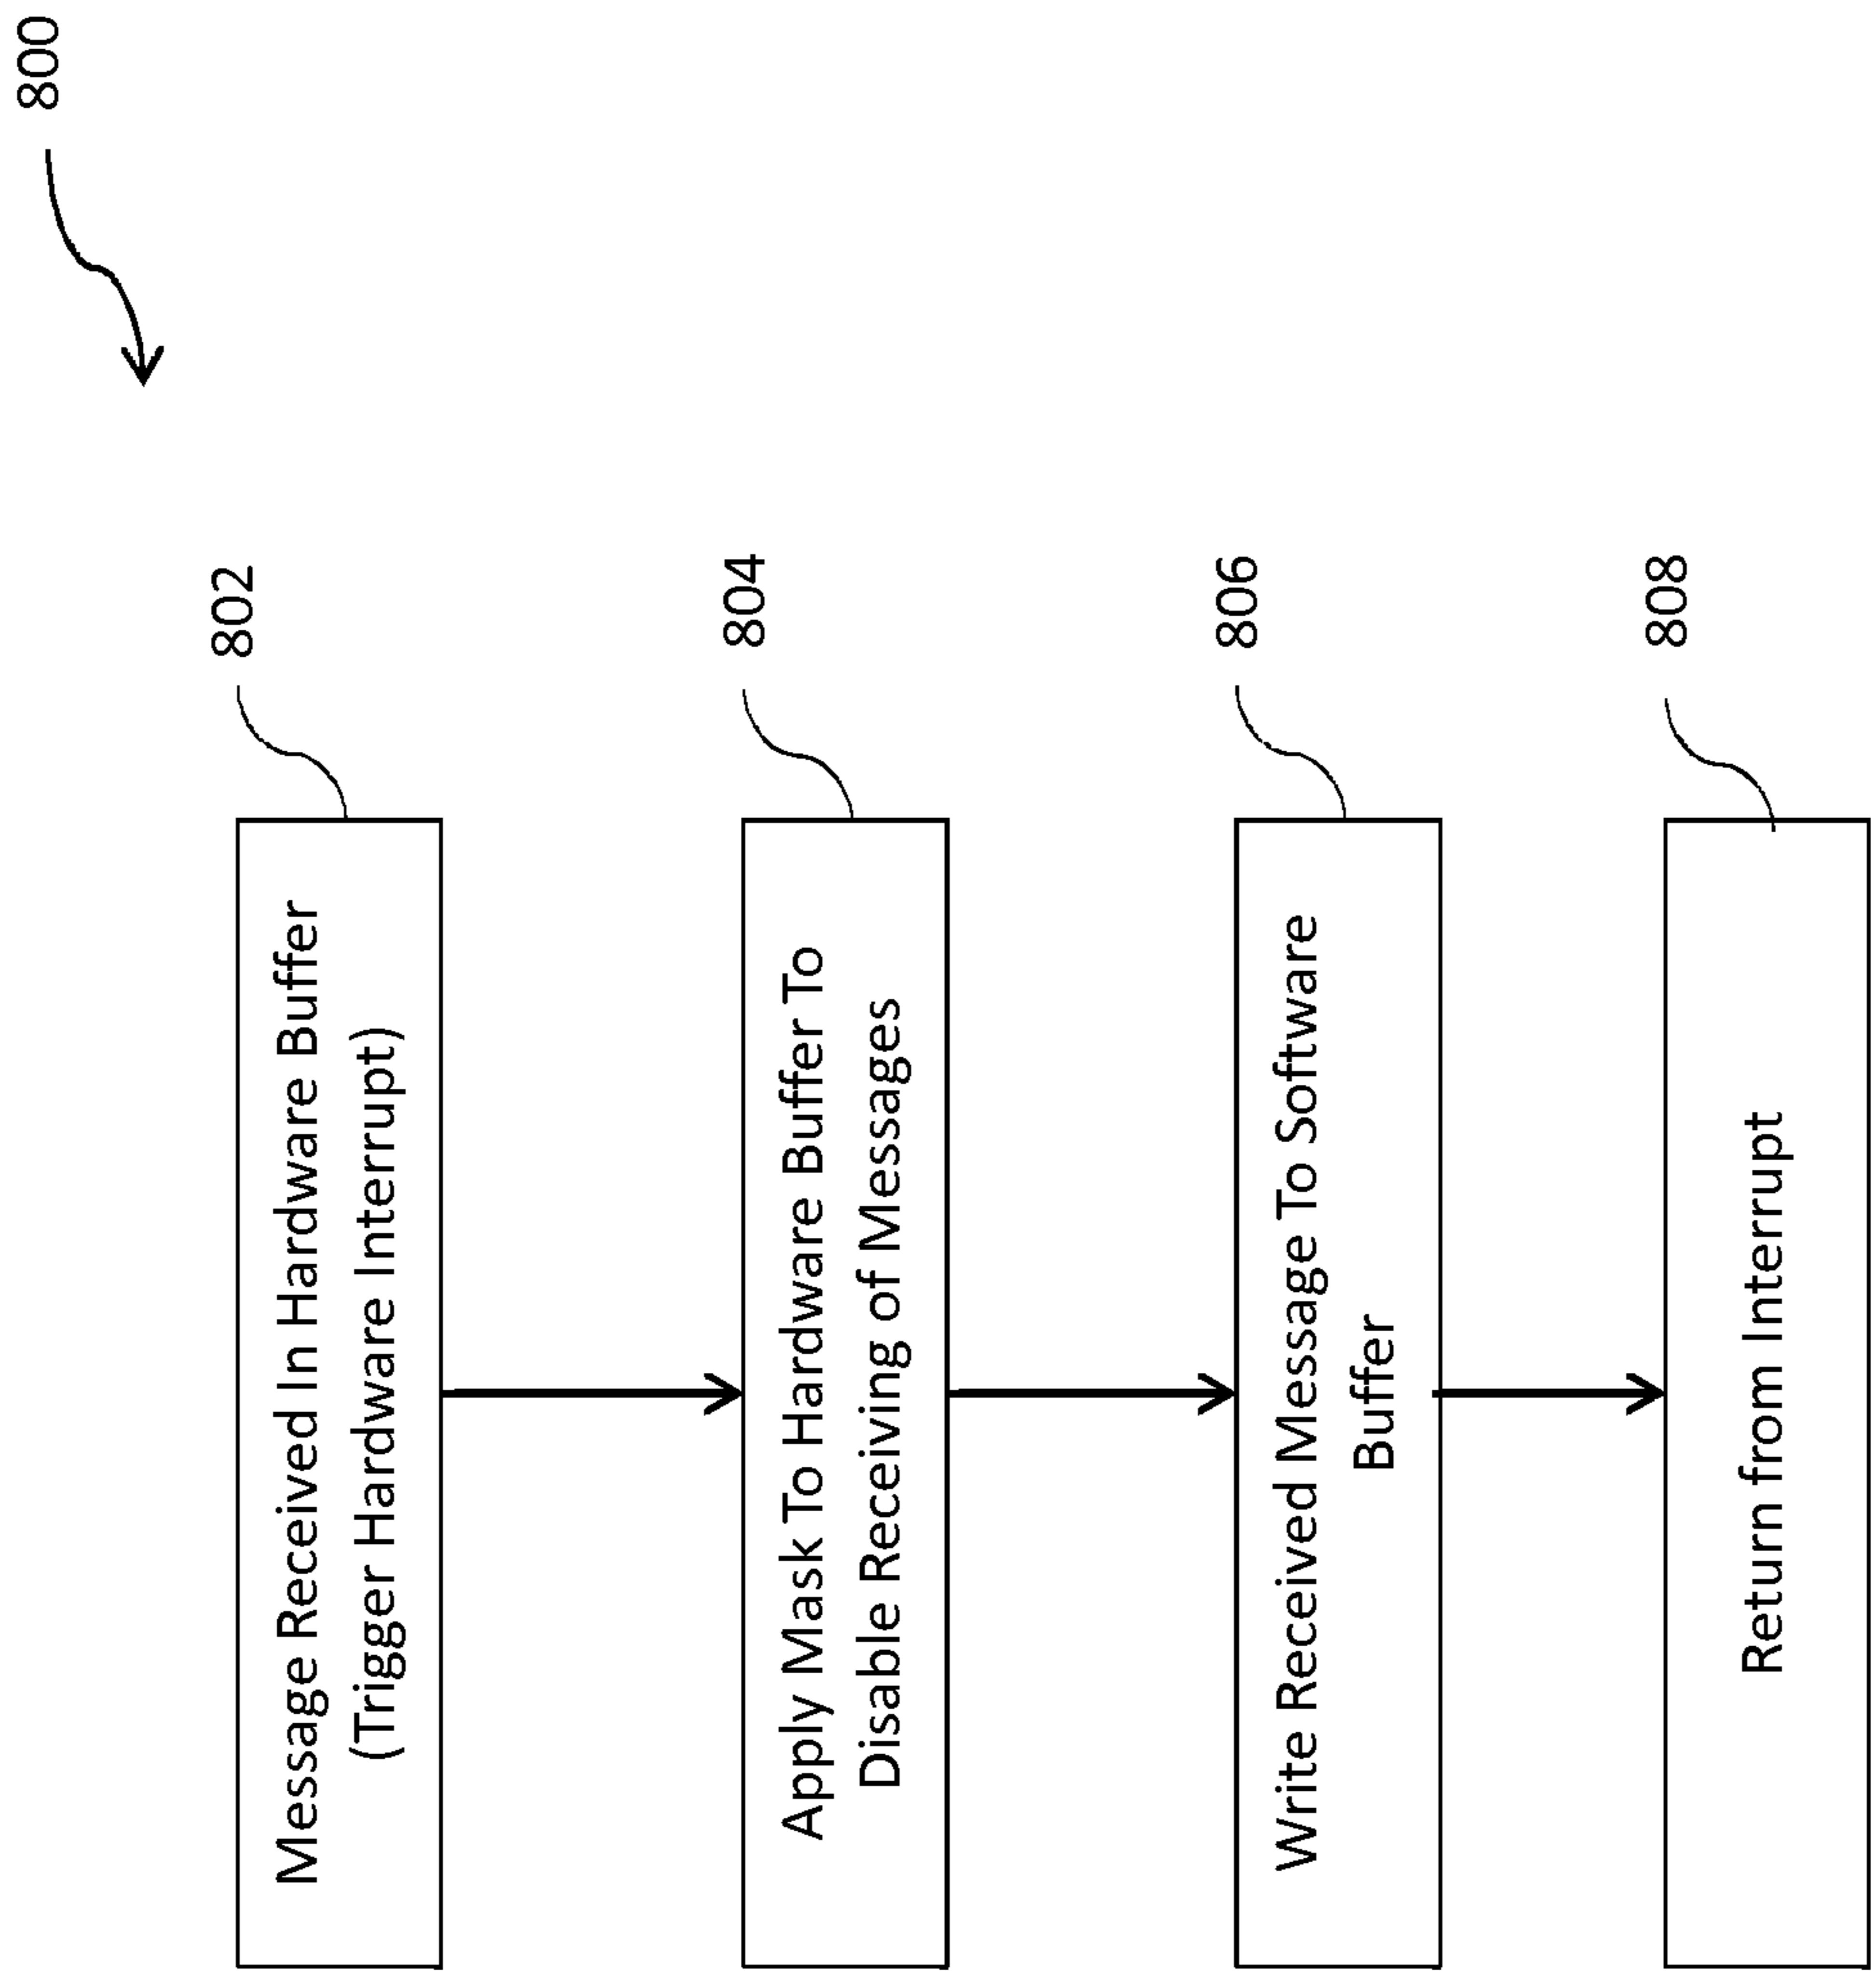 800
802
Message Received In Hardware Buffer
(Trigger Hardware Interrupt)
804
Apply Mask To Hardware Buffer To
Disable Receiving of Messages
806
Write Received Message To Software
Buffer
808
Return from Interrupt